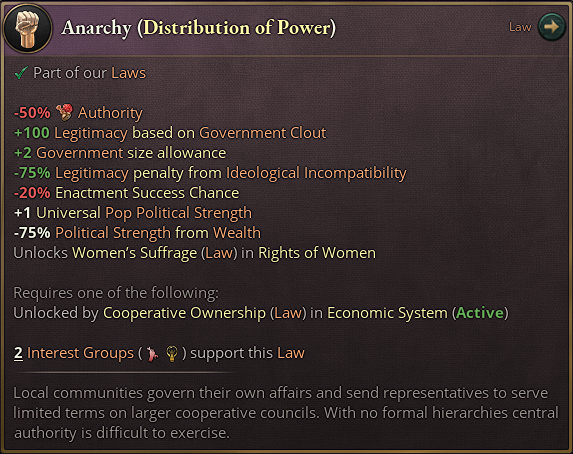 Anarchy (Distribution of Power)
Law
Part of our Laws
-50% Authority
+100 Legitimacy based on Government Clout
+2 Government size allowance
-75% Legitimacy penalty from Ideological Incompatibility
-20% Enactment Success Chance
+1 Universal Pop Political Strength
-75% Political Strength from Wealth
Unlocks Women's Suffrage (Law) in Rights of Women
Requires one of the following:
Unlocked by Cooperative Ownership (Law) in Economic System (Active)
2 Interest Groups ( ) support this Law
Local communities govern their own affairs and send representatives to serve
limited terms on larger cooperative councils. With no formal hierarchies central
authority is difficult to exercise.